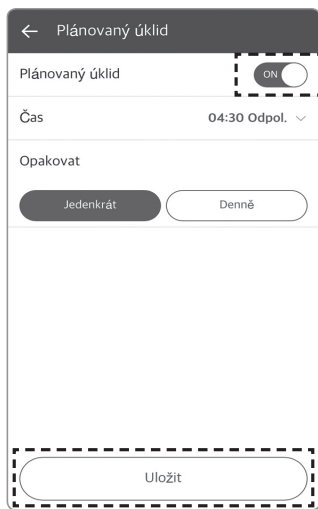 ← Plánovaný úklid
Plánovaný úklid ON
Čas 04:30 Odpol.
Opakovat
Jedenkrát Denně
Uložit